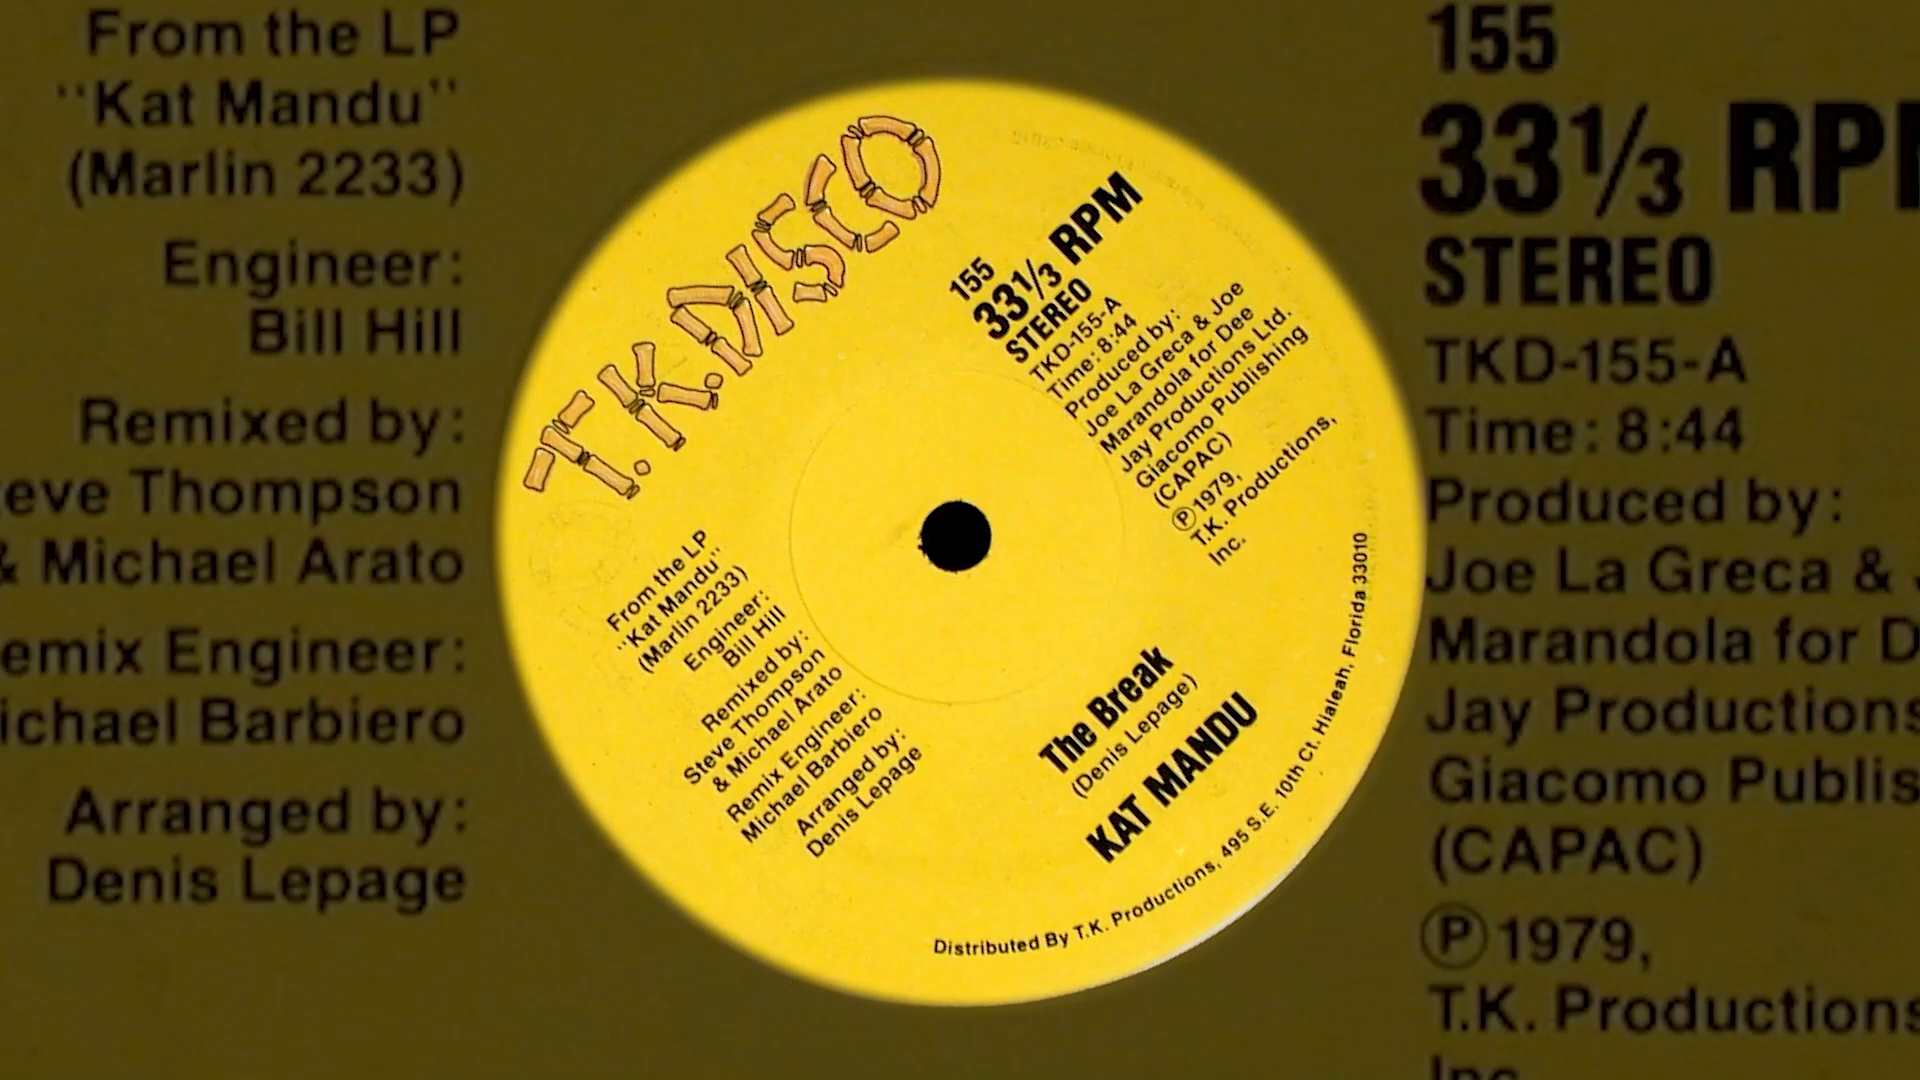 From the LP
"Kat Mandu"
(Marlin 2233)
Engineer:
Bill Hill
Remixed by:
eve Thompson
& Michael Arato
emix Engineer:
ichael Barbiero
Arranged by:
Denis Lepage
T.K. DISCO
155
33⅓ RPM
STEREO
TKD-155-A
Time: 8:44
Produced by:
Joe La Greca & Joe
Marandola for Dee
Jay Productions Ltd.
Giacomo Publishing
(CAPAC)
℗1979,
T.K. Productions,
Inc.
From the LP
"Kat Mandu"
(Marlin 2233)
Engineer:
Bill Hill
Remixed by:
Steve Thompson
& Michael Arato
Remix Engineer:
Michael Barbiero
Arranged by:
Denis Lepage
The Break
(Denis Lepage)
KAT MANDU
Distributed By T.K. Productions, 495 S.E. 10th Ct. Hialeah, Florida 33010
155
33⅓ RP
STEREO
TKD-155-A
Time: 8:44
Produced by:
Joe La Greca &
Marandola for D
Jay Productions
Giacomo Publis
(CAPAC)
℗1979,
T.K. Productions
Inc.